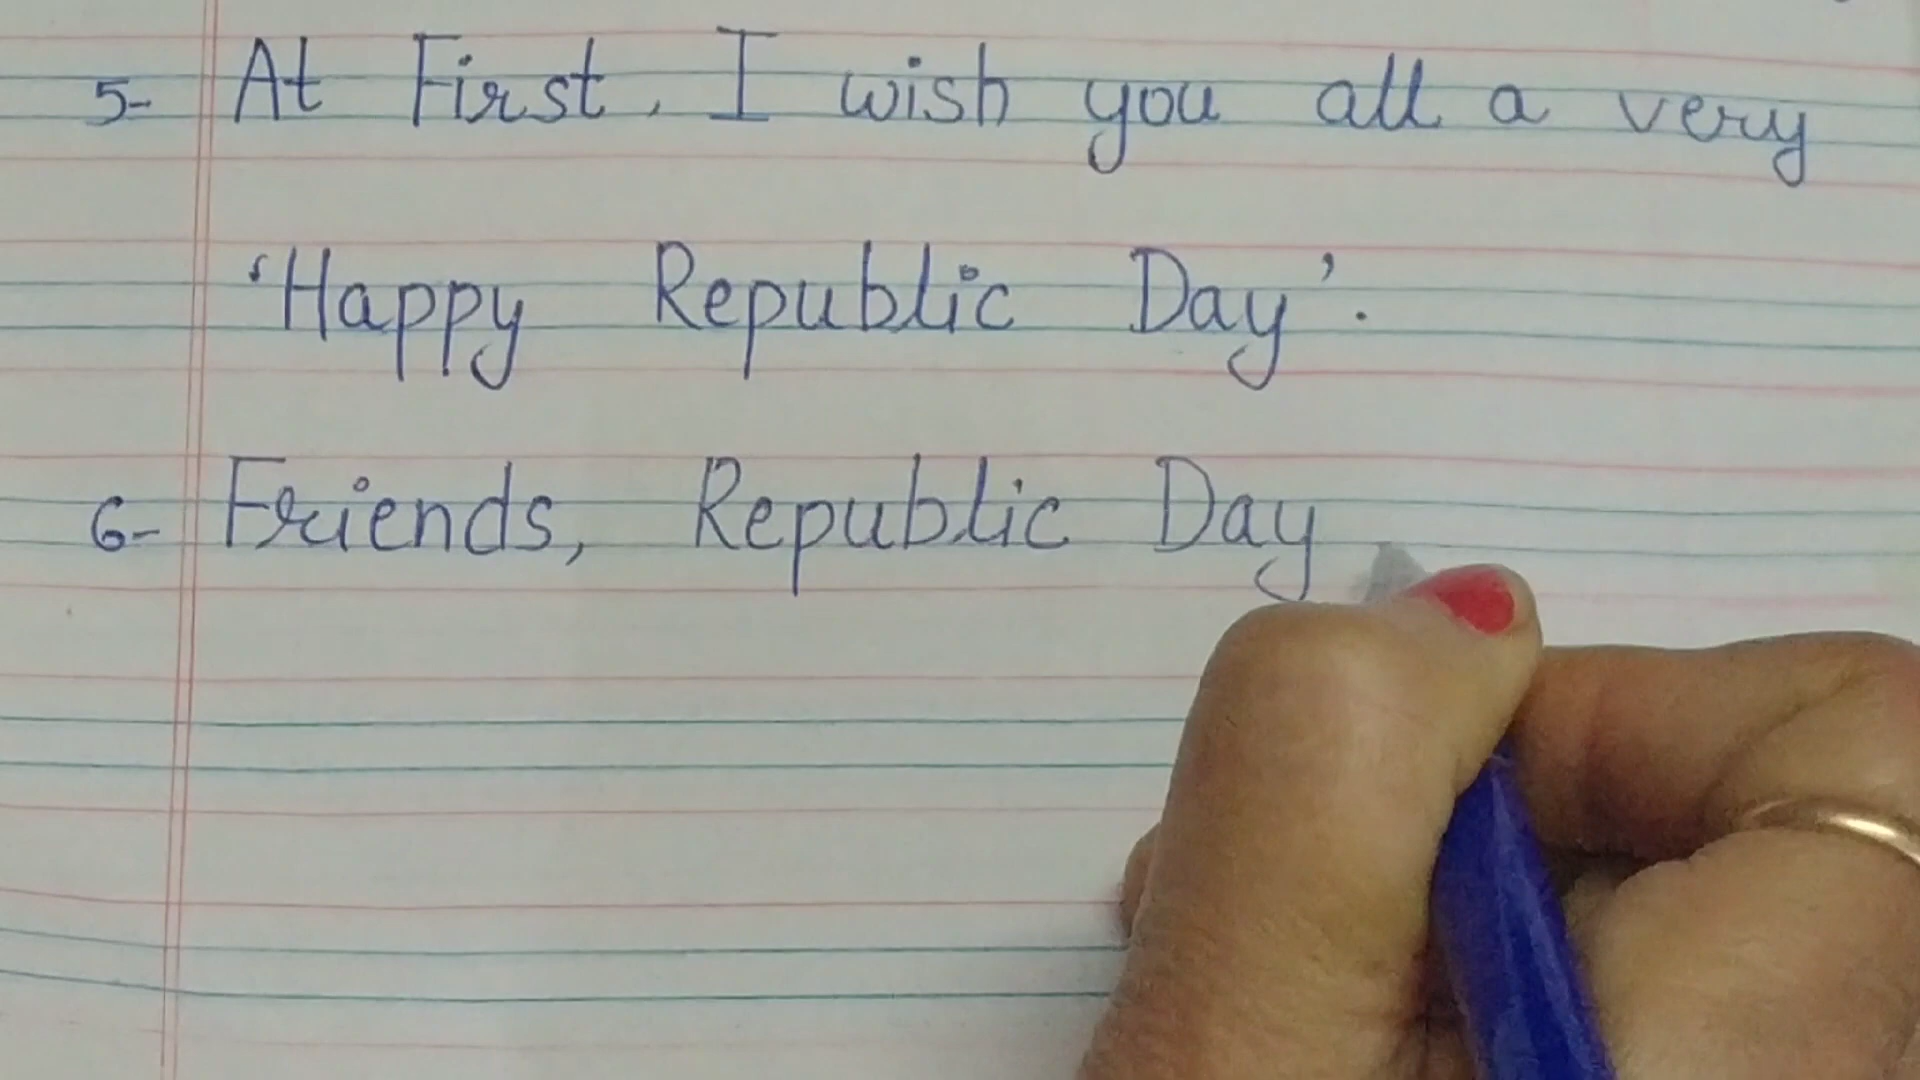 5- At First, I wish you all a very
'Happy Republic Day'.
6- Friends, Republic Day